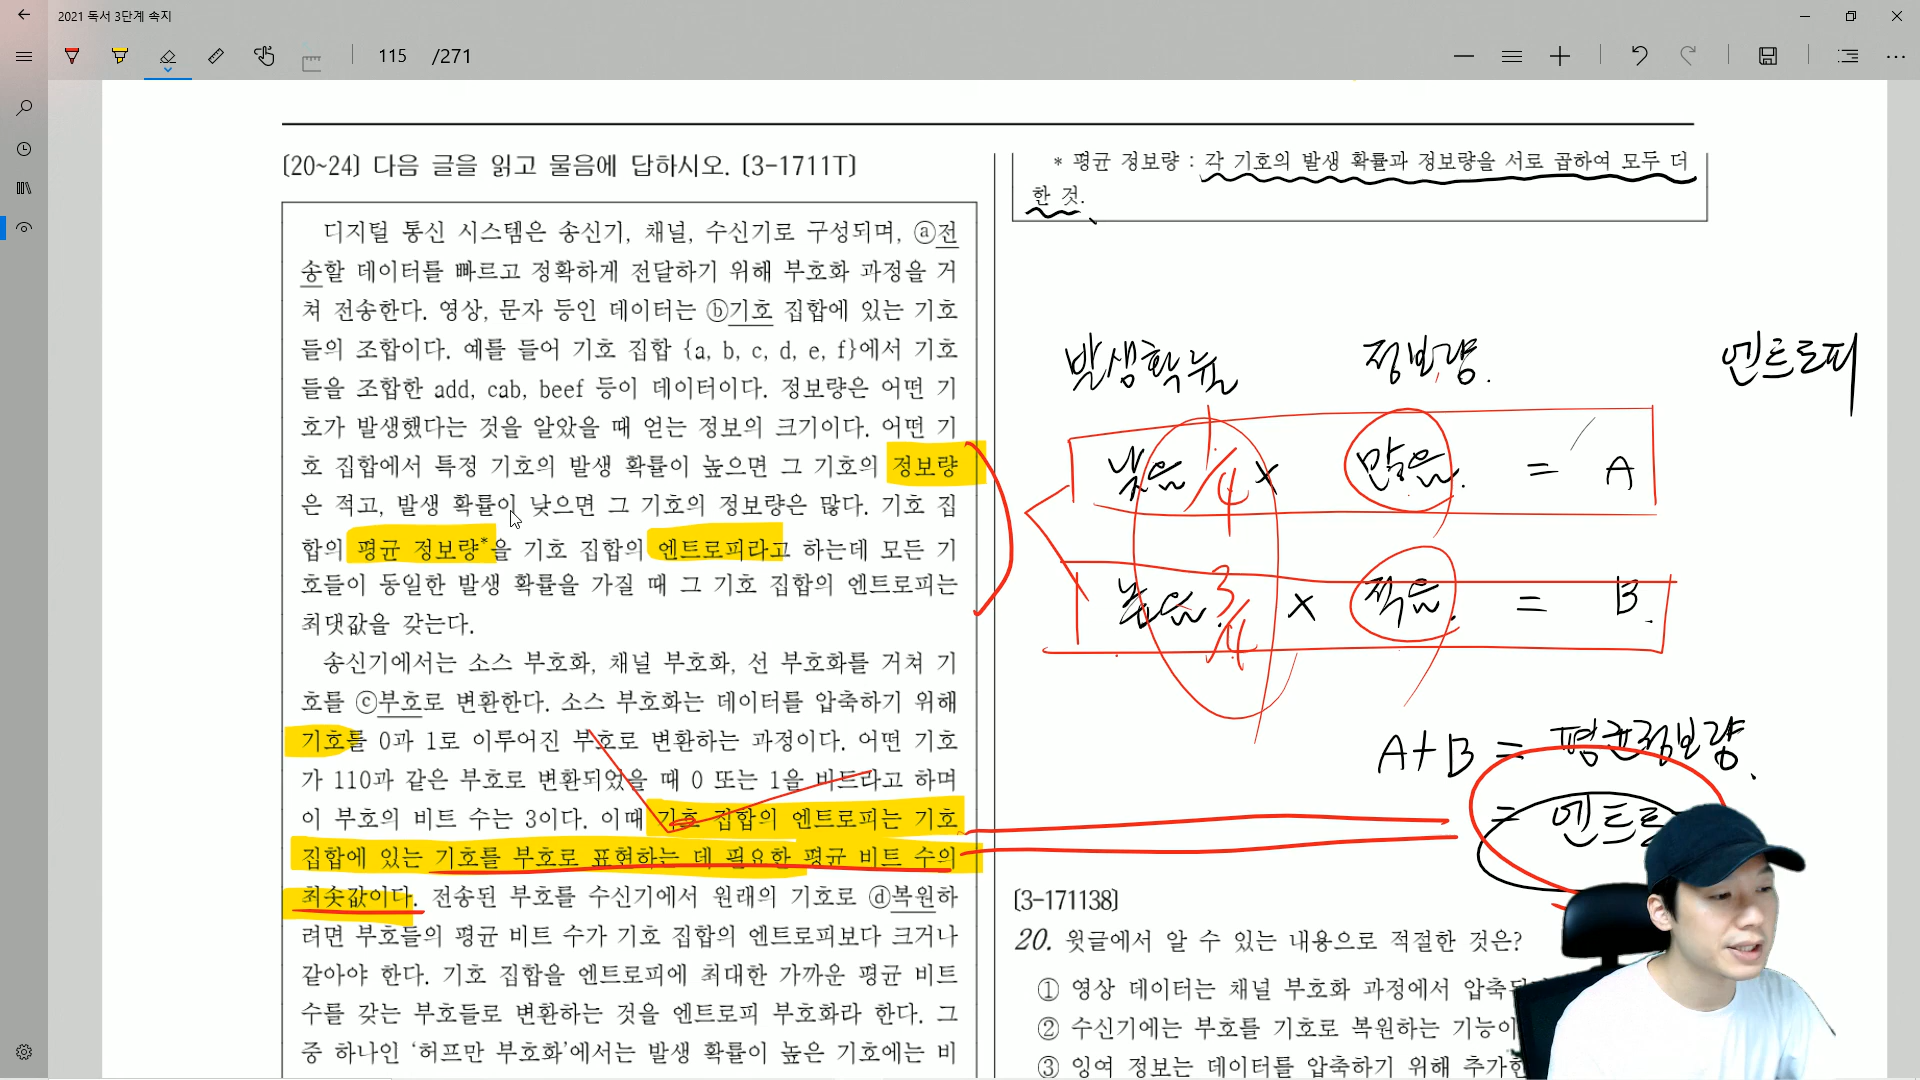 2021 독서 3단계 속지
115 /271
[20~24] 다음 글을 읽고 물음에 답하시오. [3-1711T]
디지털 통신 시스템은 송신기, 채널, 수신기로 구성되며, ⓐ전
송할 데이터를 빠르고 정확하게 전달하기 위해 부호화 과정을 거
쳐 전송한다. 영상, 문자 등인 데이터는 ⓑ기호 집합에 있는 기호
들의 조합이다. 예를 들어 기호 집합 {a, b, c, d, e, f}에서 기호
들을 조합한 add, cab, beef 등이 데이터이다. 정보량은 어떤 기
호가 발생했다는 것을 알았을 때 얻는 정보의 크기이다. 어떤 기
호 집합에서 특정 기호의 발생 확률이 높으면 그 기호의 정보량
은 적고, 발생 확률이 낮으면 그 기호의 정보량은 많다. 기호 집
합의 평균 정보량*을 기호 집합의 엔트로피라고 하는데 모든 기
호들이 동일한 발생 확률을 가질 때 그 기호 집합의 엔트로피는
최댓값을 갖는다.
송신기에서는 소스 부호화, 채널 부호화, 선 부호화를 거쳐 기
호를 ⓒ부호로 변환한다. 소스 부호화는 데이터를 압축하기 위해
기호를 0과 1로 이루어진 부호로 변환하는 과정이다. 어떤 기호
가 110과 같은 부호로 변환되었을 때 0 또는 1을 비트라고 하며
이 부호의 비트 수는 3이다. 이때 기호 집합의 엔트로피는 기호
집합에 있는 기호를 부호로 표현하는 데 필요한 평균 비트 수의
최솟값이다. 전송된 부호를 수신기에서 원래의 기호로 ⓓ복원하
려면 부호들의 평균 비트 수가 기호 집합의 엔트로피보다 크거나
같아야 한다. 기호 집합을 엔트로피에 최대한 가까운 평균 비트
수를 갖는 부호들로 변환하는 것을 엔트로피 부호화라 한다. 그
중 하나인 '허프만 부호화'에서는 발생 확률이 높은 기호에는 비
* 평균 정보량 : 각 기호의 발생 확률과 정보량을 서로 곱하여 모두 더
한 것.
발생확률 정보량. 엔트로피
낮음 1/4 x 많음. = A
높음. 3/4 x 적음. = B.
A+B = 평균정보량.
= 엔트로
[3-171138]
20. 윗글에서 알 수 있는 내용으로 적절한 것은?
① 영상 데이터는 채널 부호화 과정에서 압축
② 수신기에는 부호를 기호로 복원하는 기능이
③ 잉여 정보는 데이터를 압축하기 위해 추가한